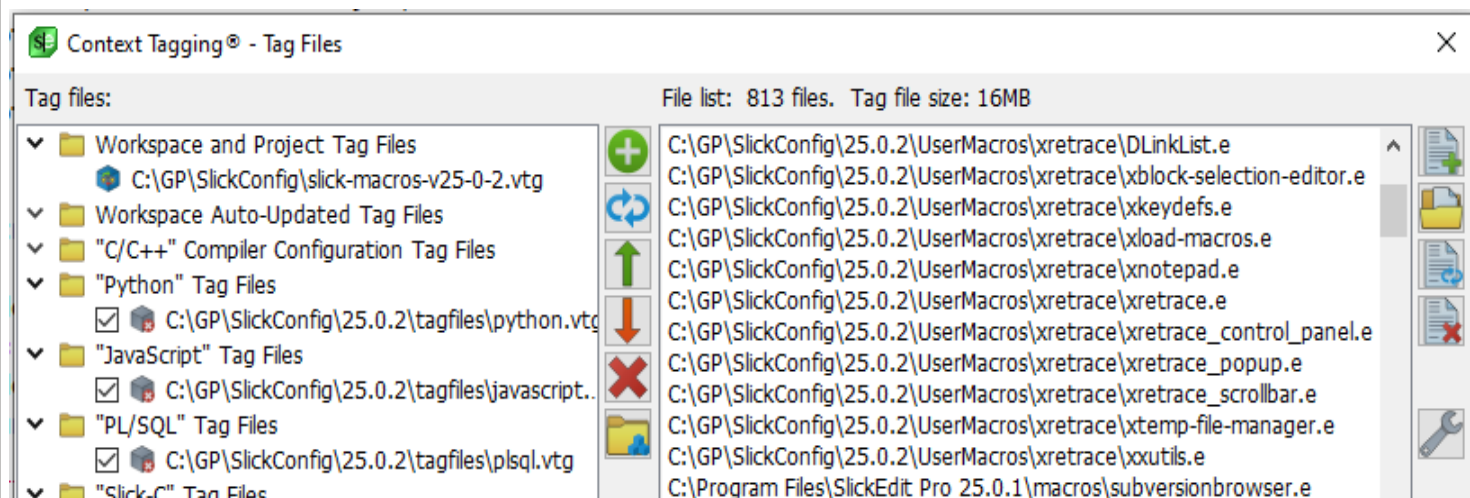 Context Tagging® - Tag Files
Tag files:
File list: 813 files. Tag file size: 16MB
Workspace and Project Tag Files
C:\GP\SlickConfig\slick-macros-v25-0-2.vtg
Workspace Auto-Updated Tag Files
"C/C++" Compiler Configuration Tag Files
"Python" Tag Files
C:\GP\SlickConfig\25.0.2\tagfiles\python.vtg
"JavaScript" Tag Files
C:\GP\SlickConfig\25.0.2\tagfiles\javascript..
"PL/SQL" Tag Files
C:\GP\SlickConfig\25.0.2\tagfiles\plsql.vtg
"Slick-C" Tag Files
C:\GP\SlickConfig\25.0.2\UserMacros\xretrace\DLinkList.e
C:\GP\SlickConfig\25.0.2\UserMacros\xretrace\xblock-selection-editor.e
C:\GP\SlickConfig\25.0.2\UserMacros\xretrace\xkeydefs.e
C:\GP\SlickConfig\25.0.2\UserMacros\xretrace\xload-macros.e
C:\GP\SlickConfig\25.0.2\UserMacros\xretrace\xnotepad.e
C:\GP\SlickConfig\25.0.2\UserMacros\xretrace\xretrace.e
C:\GP\SlickConfig\25.0.2\UserMacros\xretrace\xretrace_control_panel.e
C:\GP\SlickConfig\25.0.2\UserMacros\xretrace\xretrace_popup.e
C:\GP\SlickConfig\25.0.2\UserMacros\xretrace\xretrace_scrollbar.e
C:\GP\SlickConfig\25.0.2\UserMacros\xretrace\xtemp-file-manager.e
C:\GP\SlickConfig\25.0.2\UserMacros\xretrace\xxutils.e
C:\Program Files\SlickEdit Pro 25.0.1\macros\subversionbrowser.e